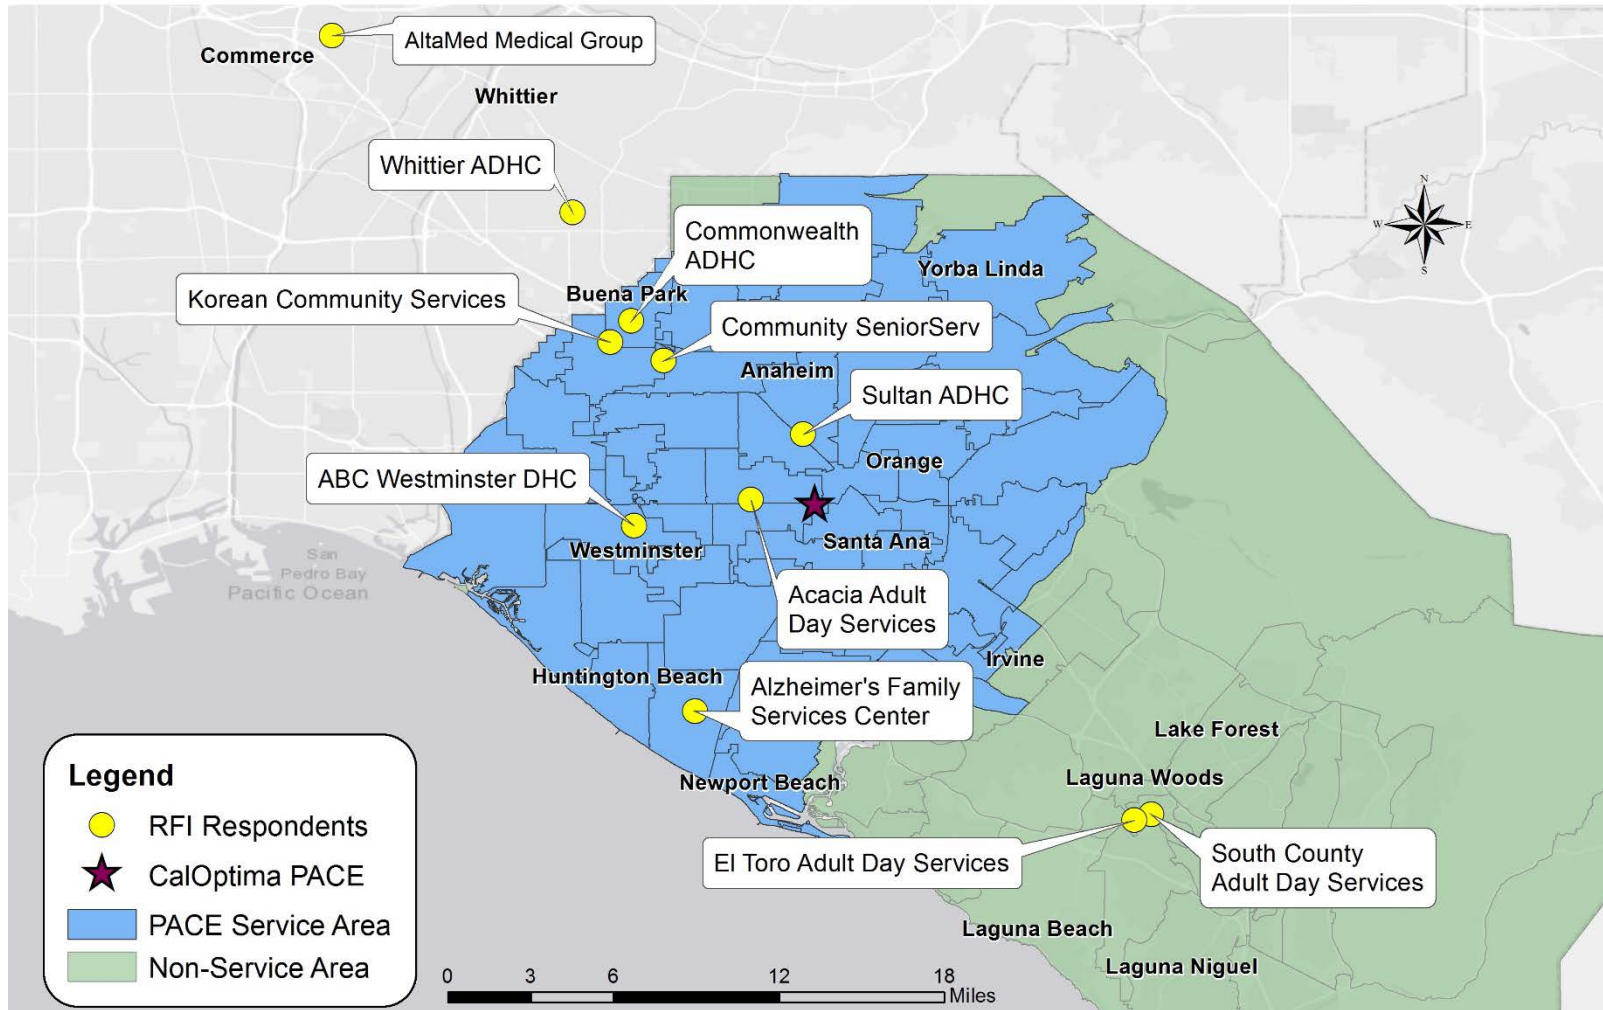 AltaMed Medical Group
Commerce
Whittier
Whittier ADHC
Commonwealth
ADHC
N
W
E
S
Yorba Linda
Korean Community Services
Buena Park
Community SeniorServ
Anaheim
Sultan ADHC
Orange
ABC Westminster DHC
Santa Ana
Westminster
San
Pedro Bay
Pacific Ocean
Acacia Adult
Day Services
Irvine
Huntington Beach
Alzheimer's Family
Services Center
Lake Forest
Newport Beach
Laguna Woods
El Toro Adult Day Services
South County
Adult Day Services
Laguna Beach
Laguna Niguel
Legend
RFI Respondents
CalOptima PACE
PACE Service Area
Non-Service Area
0 3 6 12 18
Miles